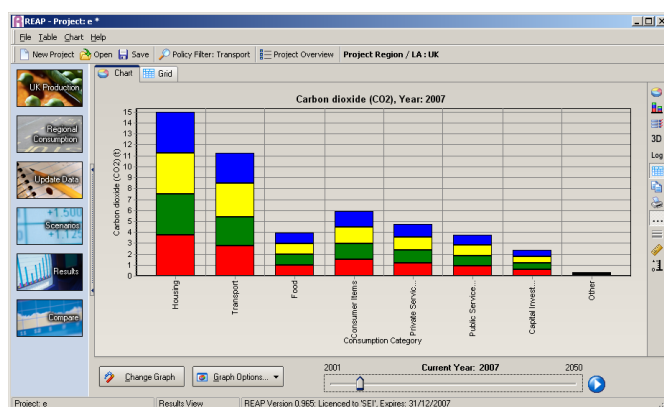 REAP - Project: e *
File Table Chart Help
New Project Open Save Policy Filter: Transport Project Overview Project Region / LA : UK
UK Production
Regional Consumption
Update Data
Scenarios
Results
Compare
Chart Grid
Carbon dioxide (CO2), Year: 2007
Carbon dioxide (CO2) (t)
15
14
13
12
11
10
9
8
7
6
5
4
3
2
1
0
Housing
Transport
Food
Consumer Items
Private Servic...
Public Service...
Capital Invest...
Other
Consumption Category
3D
Log
Change Graph Graph Options...
2001 Current Year: 2007 2050
Project: e Results View REAP Version 0.965: Licenced to 'SEI', Expires: 31/12/2007